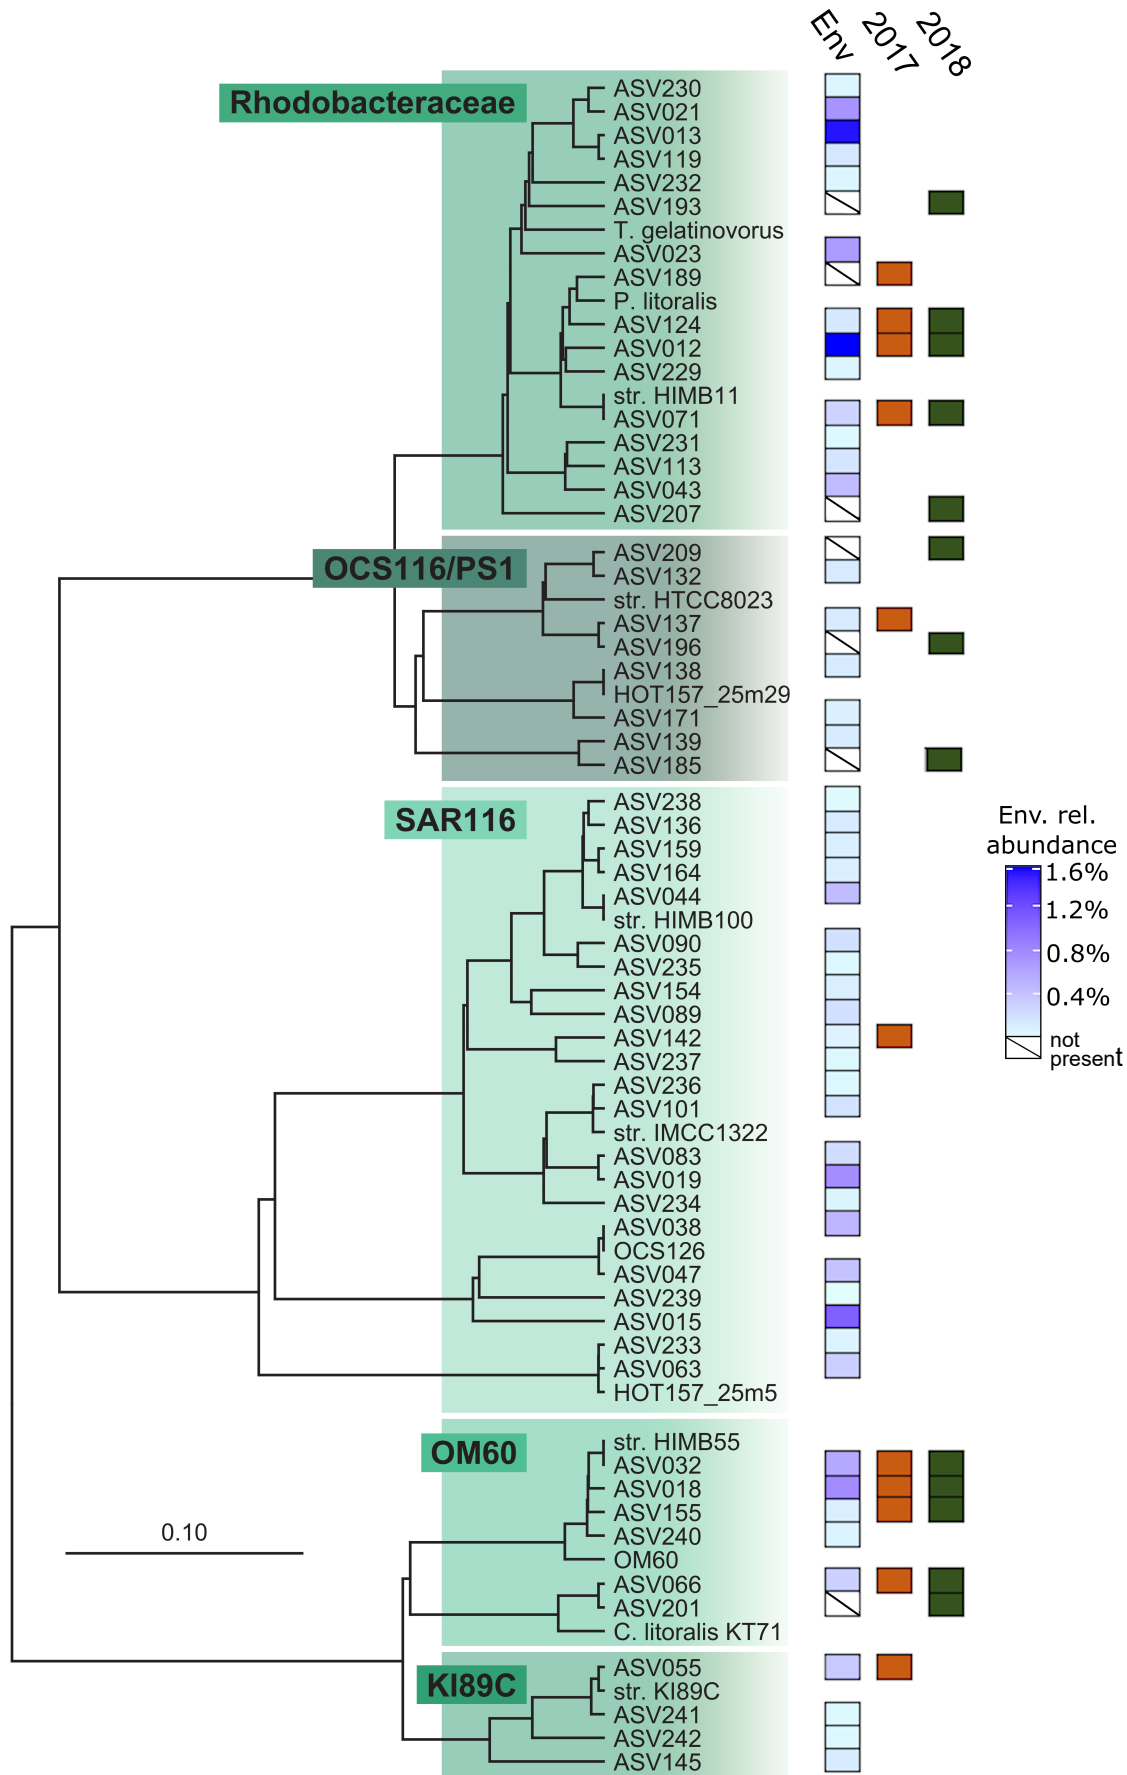 Env 2017 2018
Rhodobacteraceae
ASV230
ASV021
ASV013
ASV119
ASV232
ASV193
T. gelatinovorus
ASV023
ASV189
P. litoralis
ASV124
ASV012
ASV229
str. HIMB11
ASV071
ASV231
ASV113
ASV043
ASV207
OCS116/PS1
ASV209
ASV132
str. HTCC8023
ASV137
ASV196
ASV138
HOT157_25m29
ASV171
ASV139
ASV185
SAR116
ASV238
ASV136
ASV159
ASV164
ASV044
str. HIMB100
ASV090
ASV235
ASV154
ASV089
ASV142
ASV237
ASV236
ASV101
str. IMCC1322
ASV083
ASV019
ASV234
ASV038
OCS126
ASV047
ASV239
ASV015
ASV233
ASV063
HOT157_25m5
Env. rel.
abundance
1.6%
1.2%
0.8%
0.4%
not
present
OM60
str. HIMB55
ASV032
ASV018
ASV155
ASV240
OM60
ASV066
ASV201
C. litoralis KT71
0.10
KI89C
ASV055
str. KI89C
ASV241
ASV242
ASV145